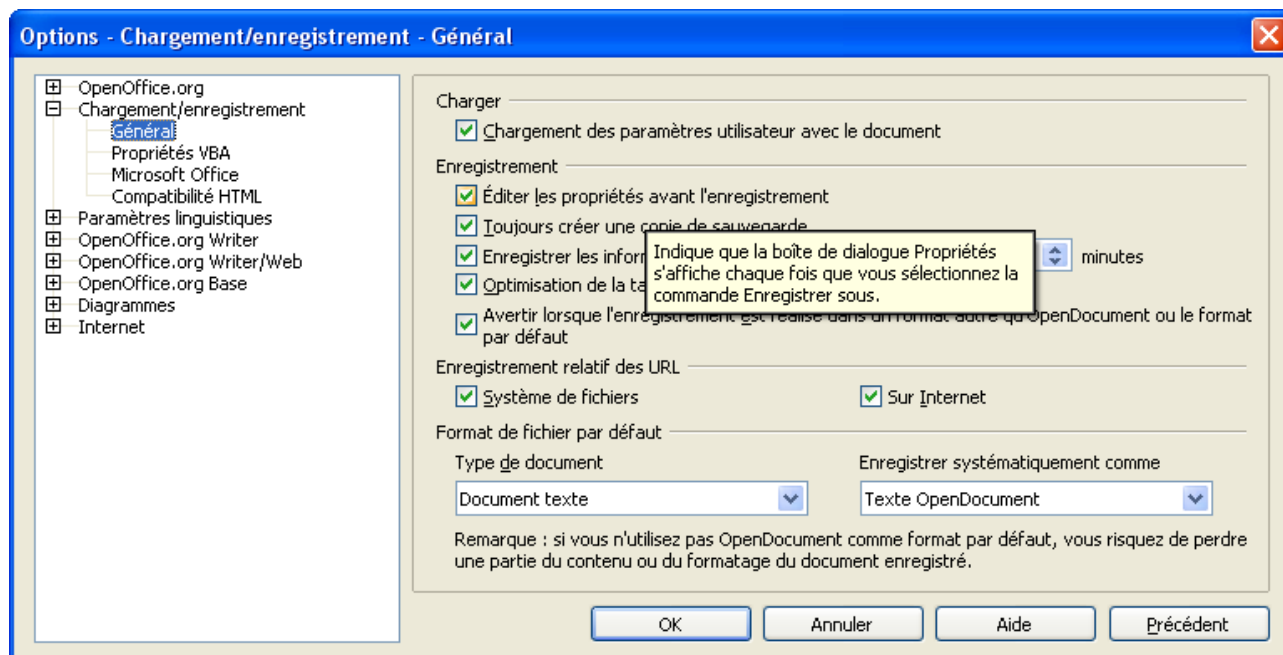 Options - Chargement/enregistrement - Général
OpenOffice.org
Chargement/enregistrement
Général
Propriétés VBA
Microsoft Office
Compatibilité HTML
Paramètres linguistiques
OpenOffice.org Writer
OpenOffice.org Writer/Web
OpenOffice.org Base
Diagrammes
Internet
Charger
Chargement des paramètres utilisateur avec le document
Enregistrement
Éditer les propriétés avant l'enregistrement
Toujours créer une copie de sauvegarde
Enregistrer les minutes
Optimisation de la
Indique que la boîte de dialogue Propriétés
s'affiche chaque fois que vous sélectionnez la
commande Enregistrer sous.
Avertir lorsque l'enregistrement est réalisé dans un format autre qu'OpenDocument ou le format
par défaut
Enregistrement relatif des URL
Système de fichiers
Sur Internet
Format de fichier par défaut
Type de document
Enregistrer systématiquement comme
Document texte
Texte OpenDocument
Remarque : si vous n'utilisez pas OpenDocument comme format par défaut, vous risquez de perdre
une partie du contenu ou du formatage du document enregistré.
OK
Annuler
Aide
Précédent